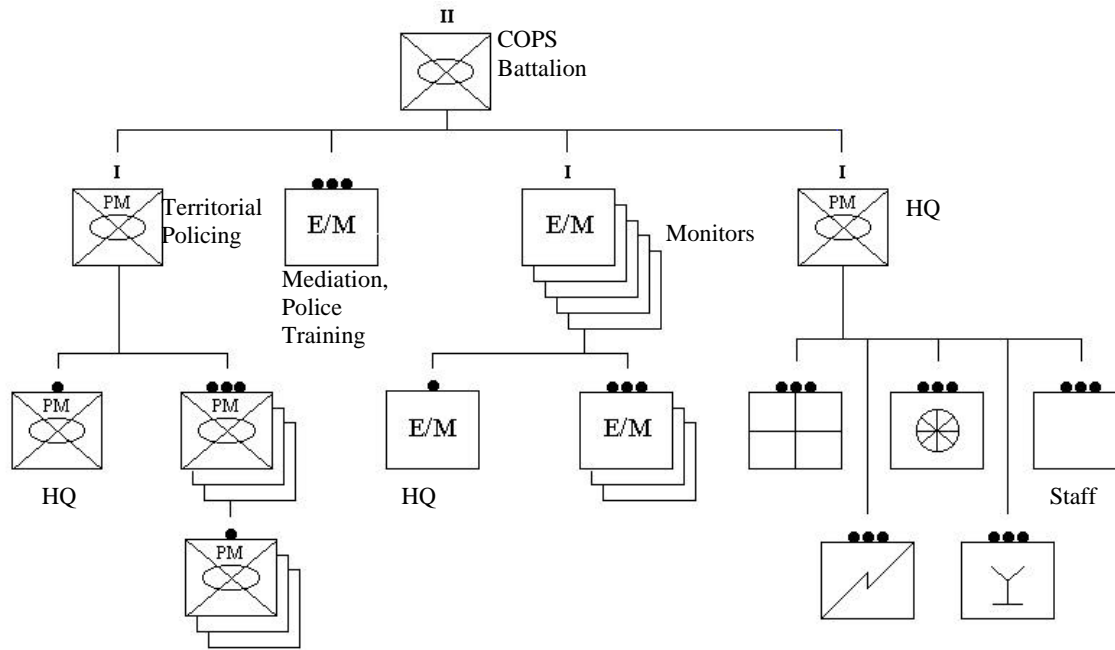 II
COPS
Battalion
I
I
I
PM
Territorial
Policing
E/M
Mediation,
Police
Training
E/M
Monitors
PM
HQ
PM
HQ
PM
E/M
HQ
E/M
Staff
PM